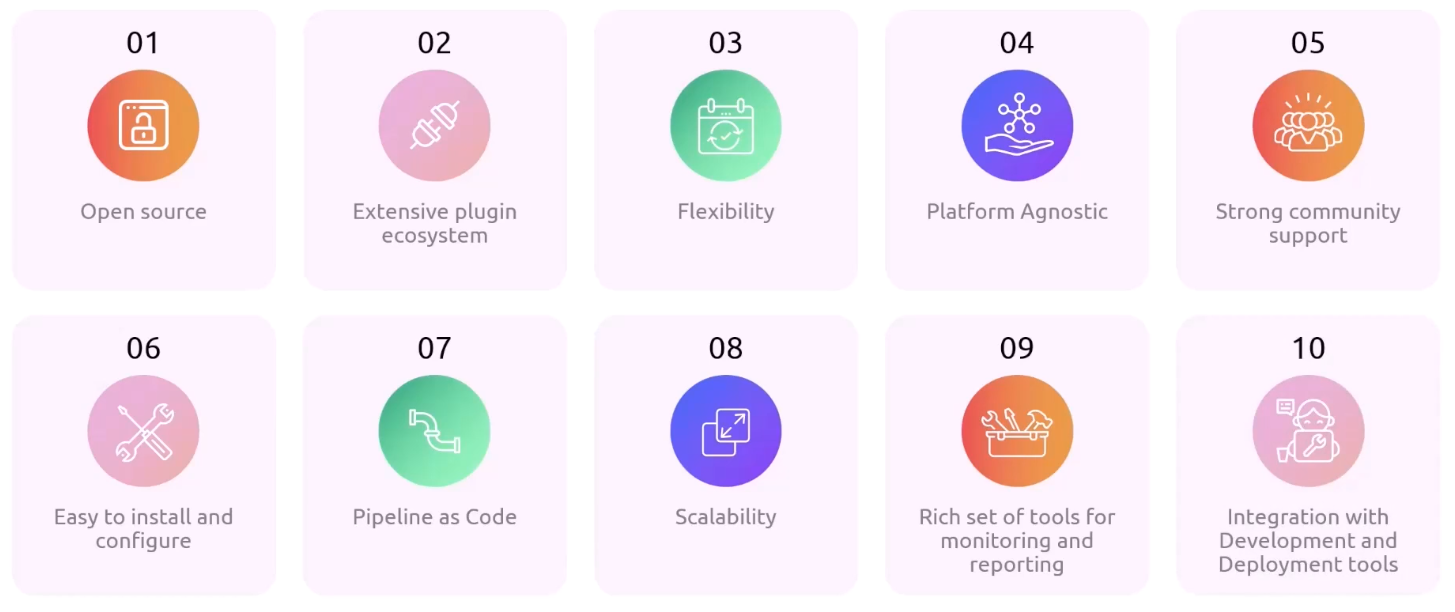 01
Open source
02
Extensive plugin
ecosystem
03
Flexibility
04
Platform Agnostic
05
Strong community
support
06
Easy to install and
configure
07
Pipeline as Code
08
Scalability
09
Rich set of tools for
monitoring and
reporting
10
Integration with
Development and
Deployment tools